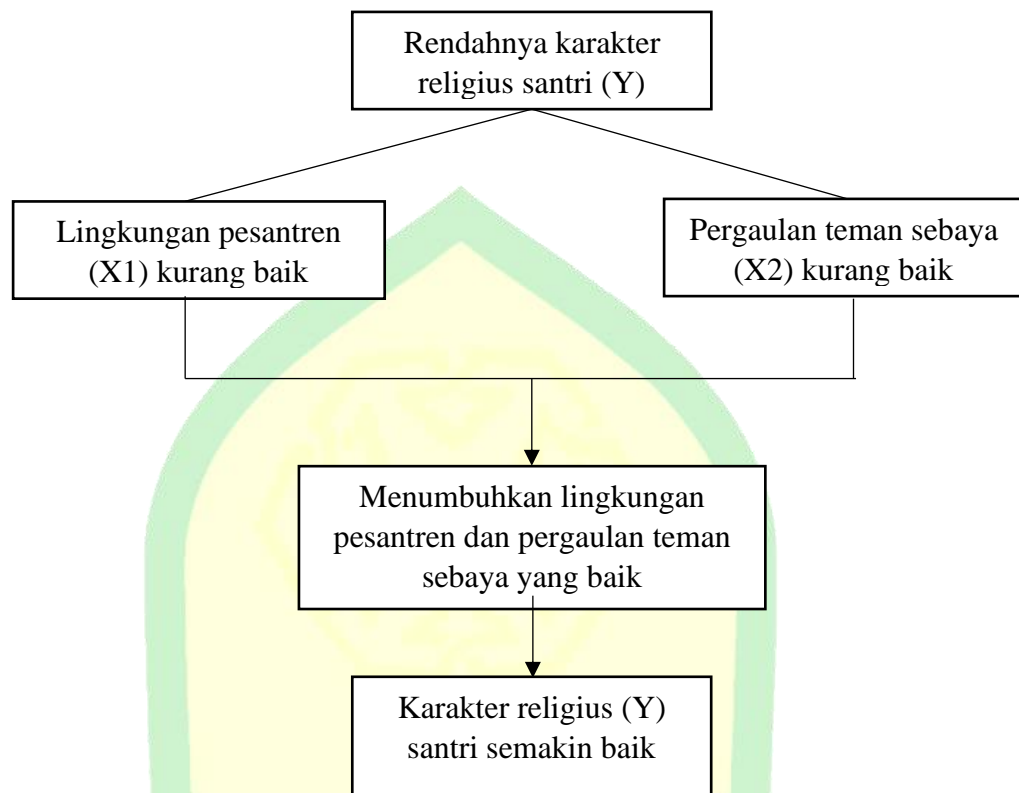 Rendahnya karakter
religius santri (Y)
Lingkungan pesantren
(X1) kurang baik
Pergaulan teman sebaya
(X2) kurang baik
Menumbuhkan lingkungan
pesantren dan pergaulan teman
sebaya yang baik
Karakter religius (Y)
santri semakin baik